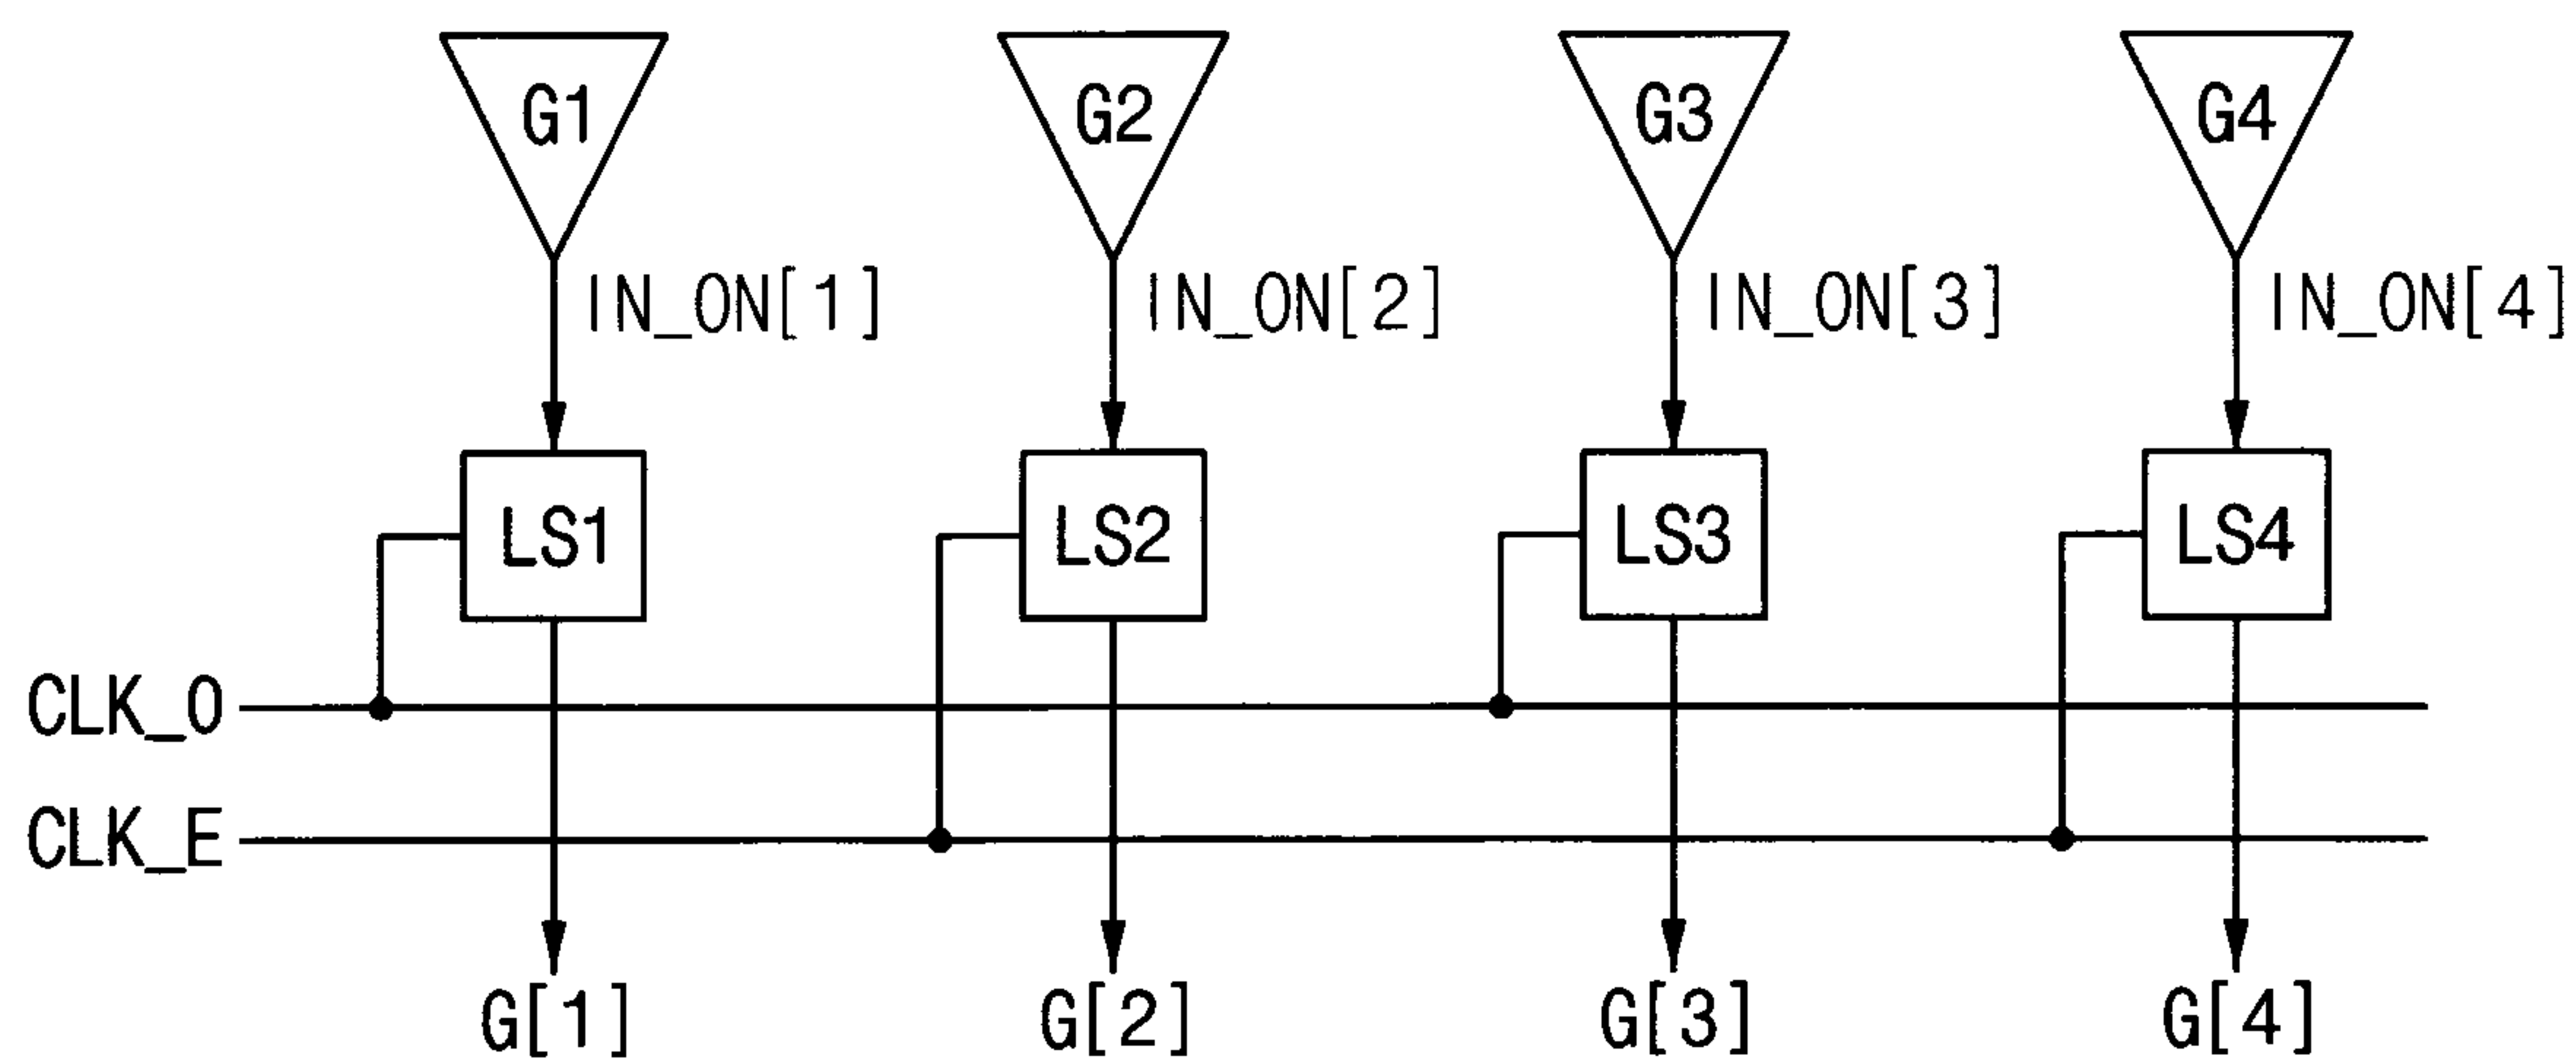 G1 G2 G3 G4
IN_ON[1] IN_ON[2] IN_ON[3] IN_ON[4]
LS1 LS2 LS3 LS4
CLK_O
CLK_E
G[1] G[2] G[3] G[4]